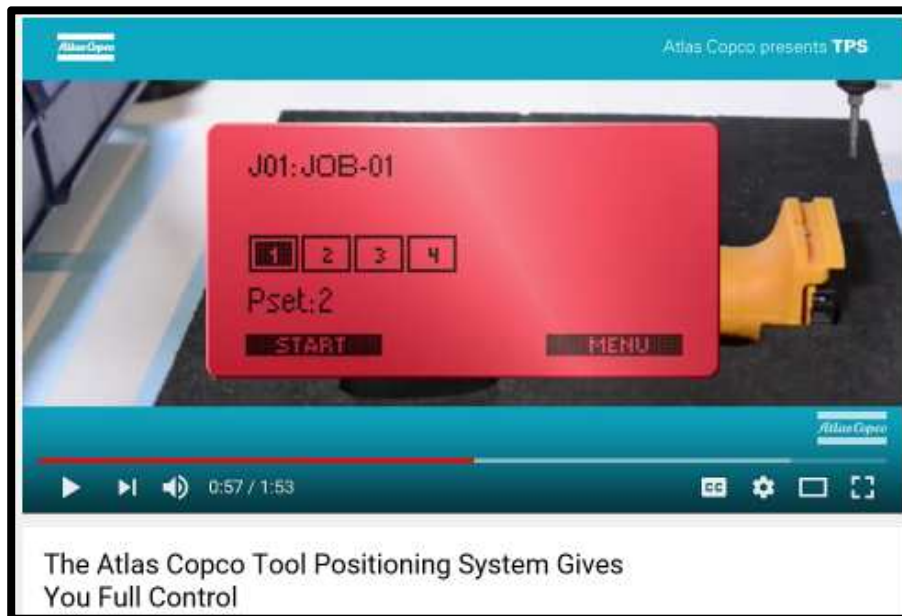 Atlas Copco
Atlas Copco presents TPS
J01:JOB-01
1 2 3 4
Pset:2
START MENU
Atlas Copco
0:57 / 1:53
CC
The Atlas Copco Tool Positioning System Gives
You Full Control